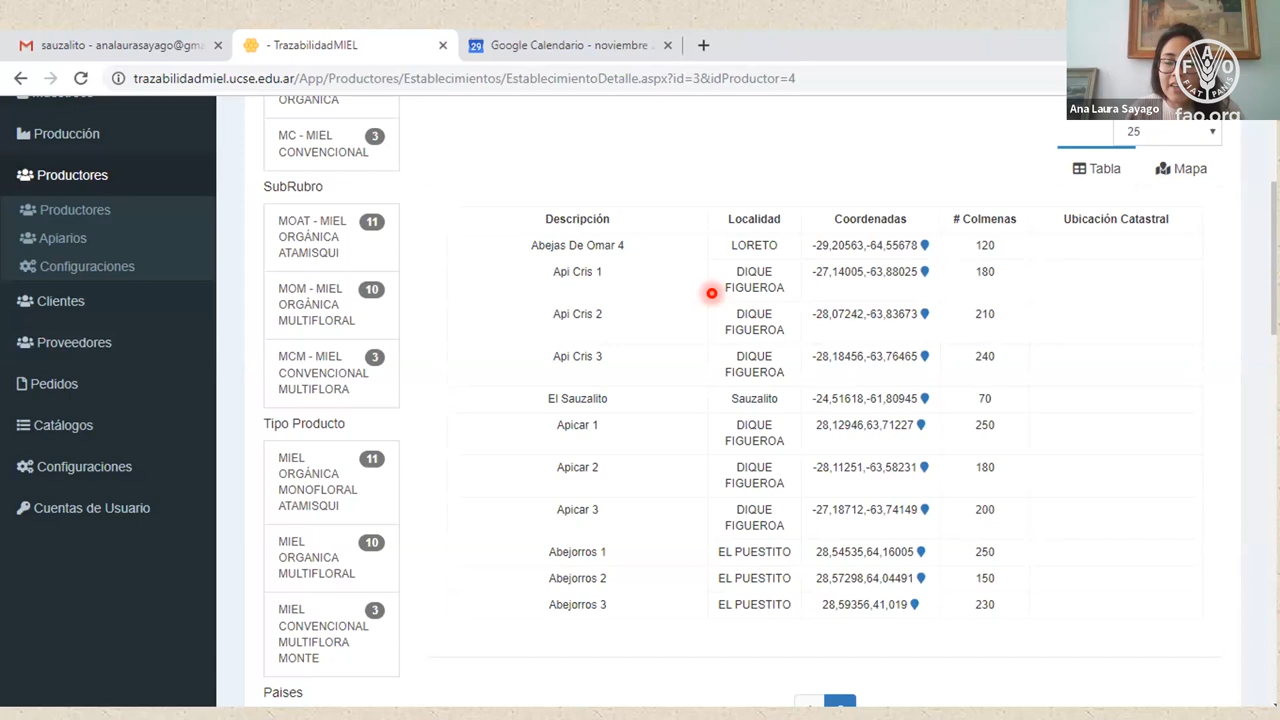 sauzalito - analaurasayago@gm
- TrazabilidadMIEL
Google Calendario - noviembre
29
trazabilidadmiel.ucse.edu.ar/App/Productores/Establecimientos/EstablecimientoDetalle.aspx?id=3&idProductor=4
FAO
FIAT PANIS
Ana Laura Sayago
fao.org
Producción
Productores
Productores
Apiarios
Configuraciones
Clientes
Proveedores
Pedidos
Catálogos
Configuraciones
Cuentas de Usuario
ORGÁNICA
MC - MIEL 3
CONVENCIONAL
SubRubro
MOAT - MIEL 11
ORGÁNICA
ATAMISQUI
MOM - MIEL 10
ORGÁNICA
MULTIFLORAL
MCM - MIEL 3
CONVENCIONAL
MULTIFLORA
Tipo Producto
MIEL 11
ORGÁNICA
MONOFLORAL
ATAMISQUI
MIEL 10
ORGANICA
MULTIFLORAL
MIEL 3
CONVENCIONAL
MULTIFLORA
MONTE
Paises
25
Tabla Mapa
Descripción Localidad Coordenadas # Colmenas Ubicación Catastral
Abejas De Omar 4 LORETO -29,20563,-64,55678 120
Api Cris 1 DIQUE FIGUEROA -27,14005,-63,88025 180
Api Cris 2 DIQUE FIGUEROA -28,07242,-63,83673 210
Api Cris 3 DIQUE FIGUEROA -28,18456,-63,76465 240
El Sauzalito Sauzalito -24,51618,-61,80945 70
Apicar 1 DIQUE FIGUEROA 28,12946,63,71227 250
Apicar 2 DIQUE FIGUEROA -28,11251,-63,58231 180
Apicar 3 DIQUE FIGUEROA -27,18712,-63,74149 200
Abejorros 1 EL PUESTITO 28,54535,64,16005 250
Abejorros 2 EL PUESTITO 28,57298,64,04491 150
Abejorros 3 EL PUESTITO 28,59356,41,019 230